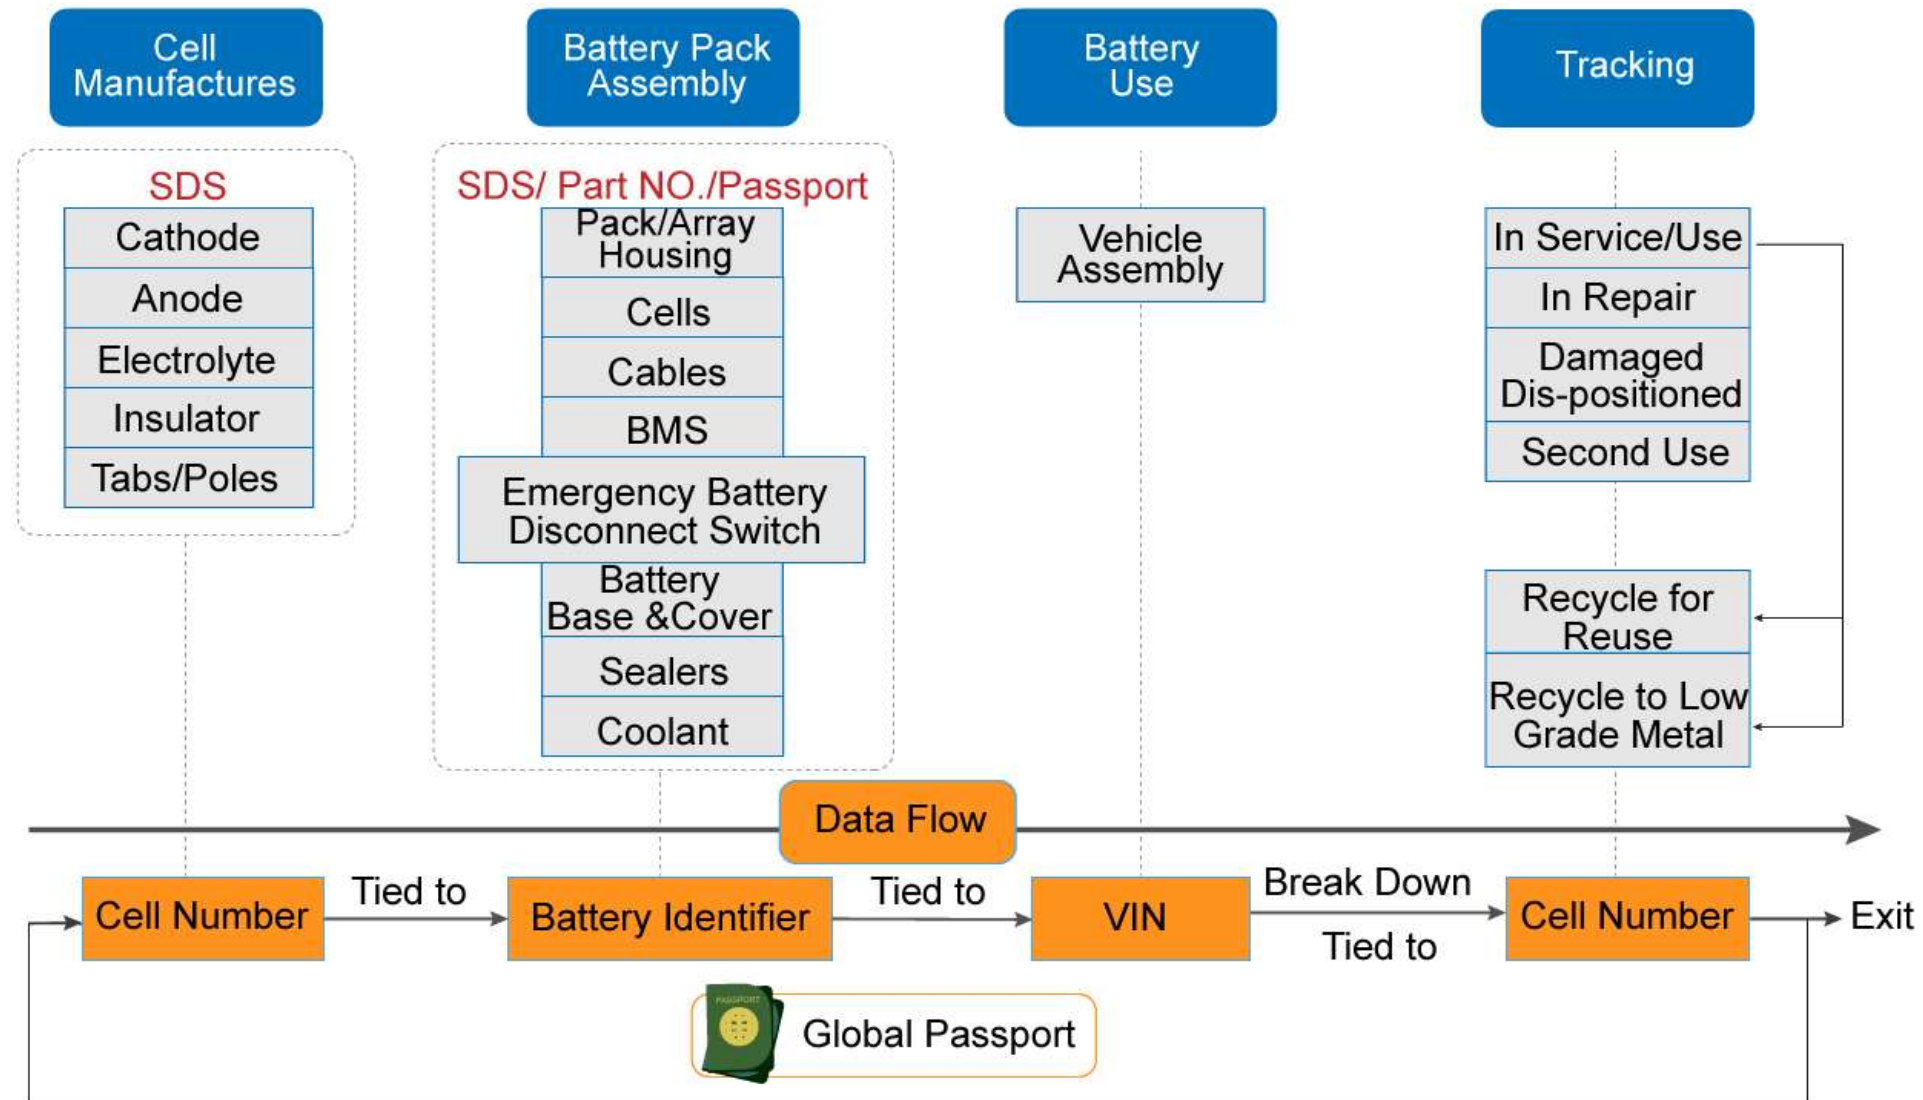 Cell
Manufactures
Battery Pack
Assembly
Battery
Use
Tracking
SDS
Cathode
Anode
Electrolyte
Insulator
Tabs/Poles
SDS/ Part NO./Passport
Pack/Array
Housing
Cells
Cables
BMS
Emergency Battery
Disconnect Switch
Battery
Base &Cover
Sealers
Coolant
Vehicle
Assembly
In Service/Use
In Repair
Damaged
Dis-positioned
Second Use
Recycle for
Reuse
Recycle to Low
Grade Metal
Data Flow
Cell Number
Tied to
Battery Identifier
Tied to
VIN
Break Down
Tied to
Cell Number
Exit
PASSPORT
Global Passport